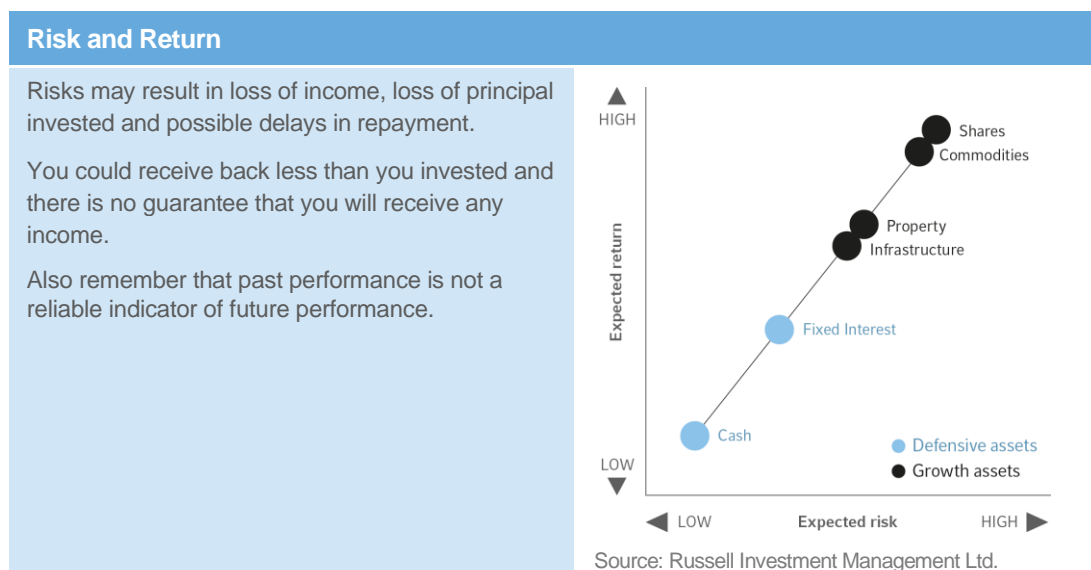 Risk and Return
Risks may result in loss of income, loss of principal
invested and possible delays in repayment.
You could receive back less than you invested and
there is no guarantee that you will receive any
income.
Also remember that past performance is not a
reliable indicator of future performance.
HIGH
Shares
Commodities
Property
Infrastructure
Expected return
Fixed Interest
Cash
Defensive assets
Growth assets
LOW
LOW Expected risk HIGH
Source: Russell Investment Management Ltd.